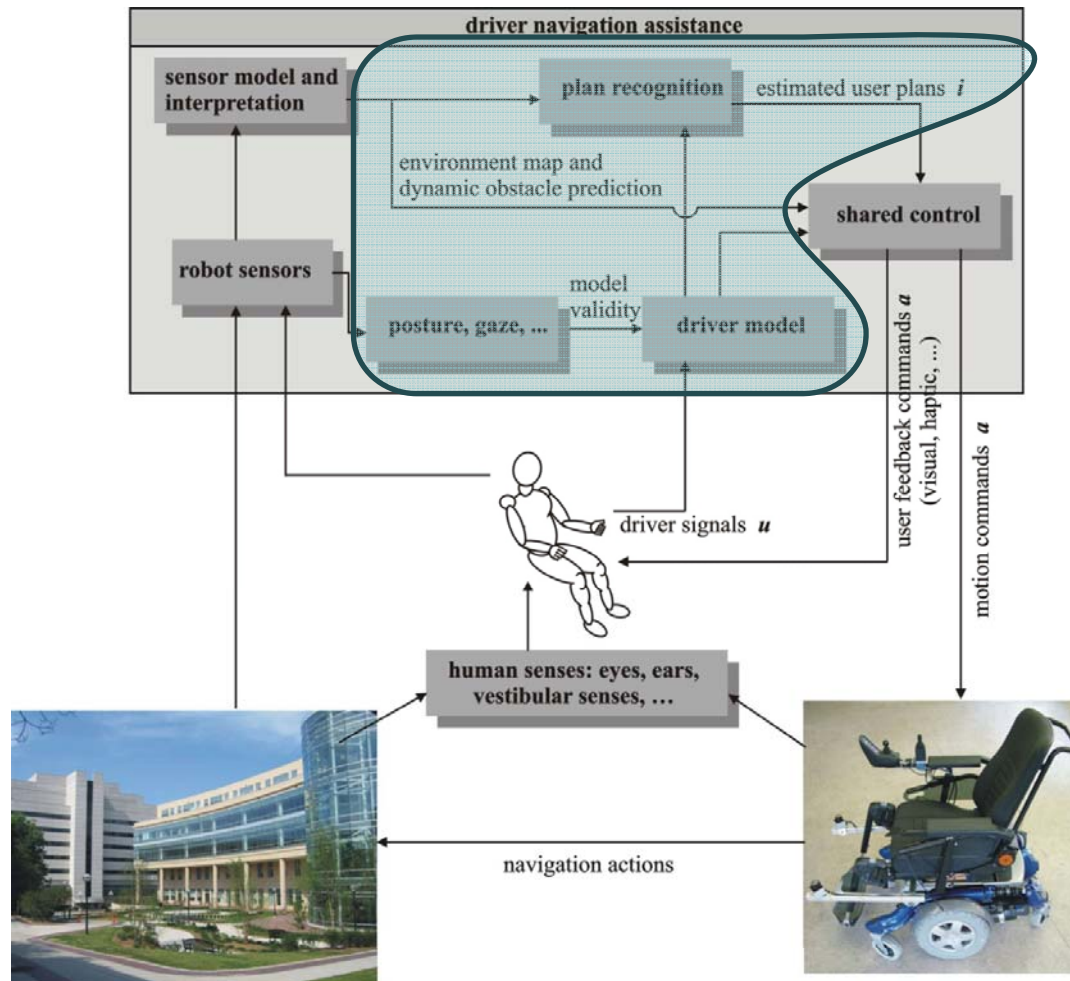 driver navigation assistance
sensor model and
interpretation
plan recognition
estimated user plans i
environment map and
dynamic obstacle prediction
shared control
robot sensors
model
validity
posture, gaze, ...
driver model
user feedback commands a
(visual, haptic, ...)
motion commands a
driver signals u
human senses: eyes, ears,
vestibular senses, ...
navigation actions